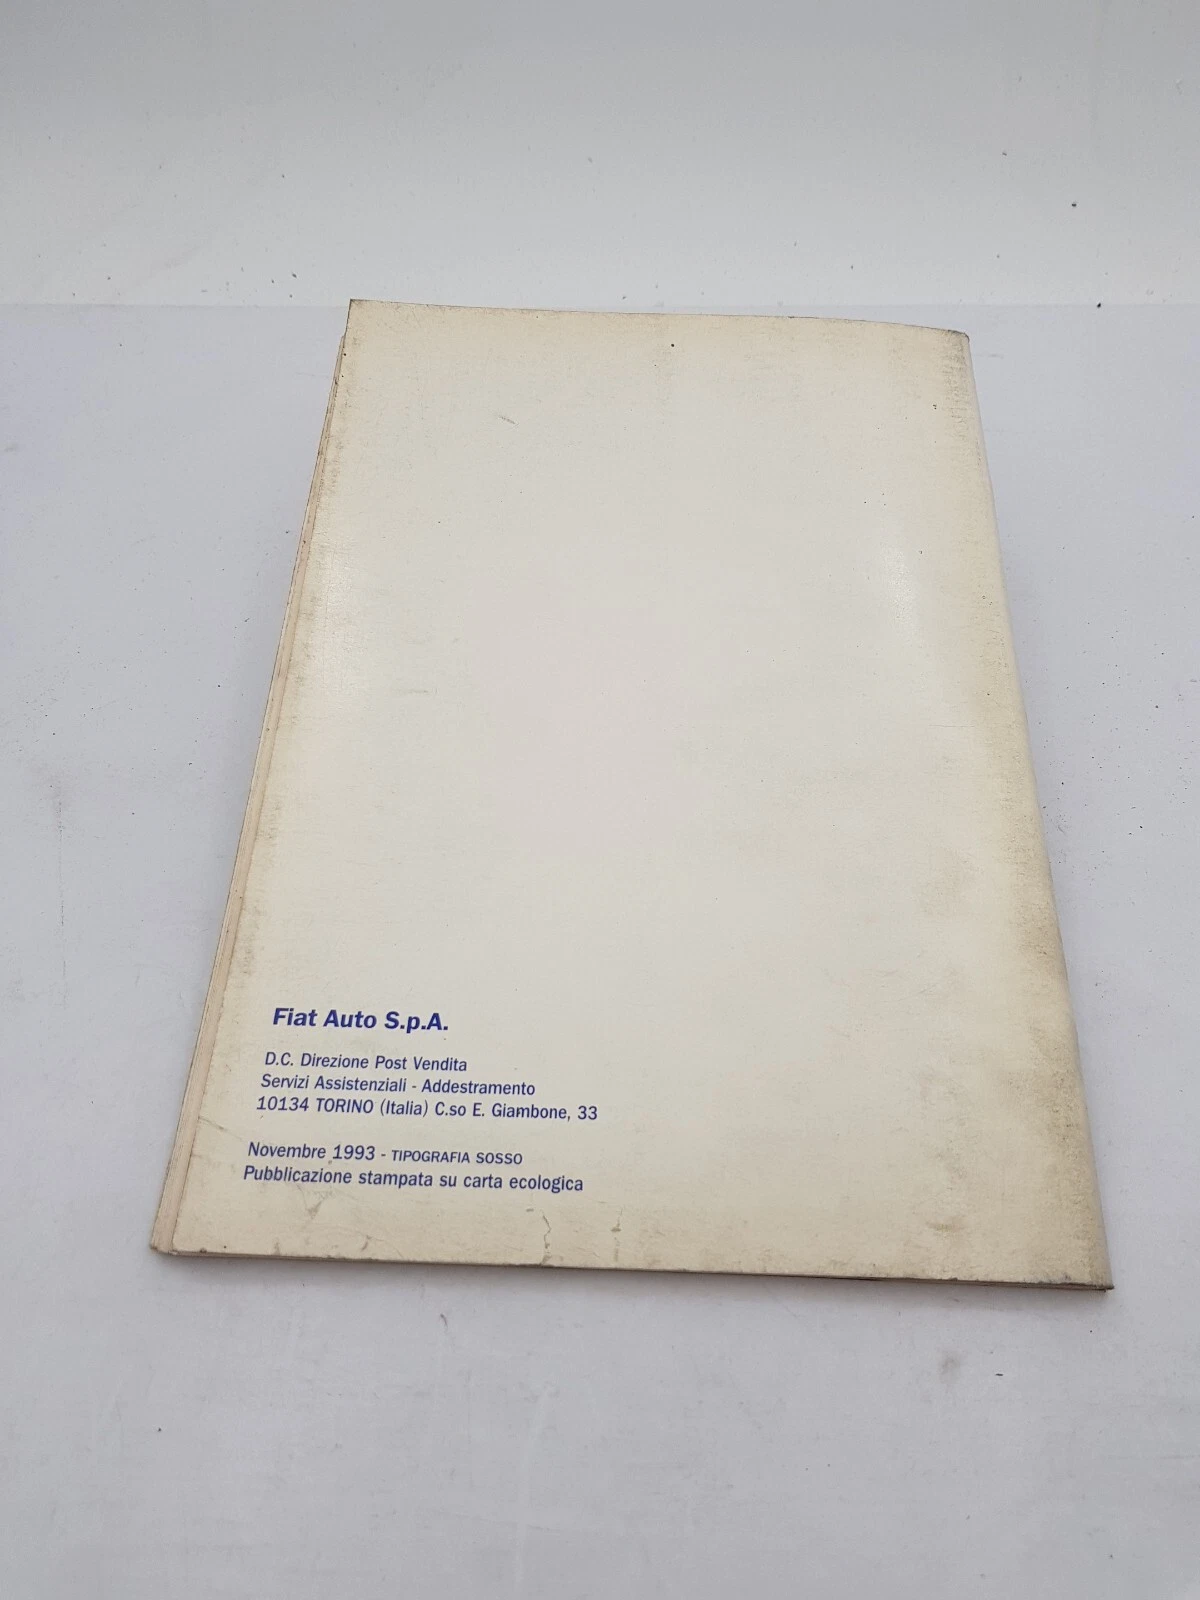 Fiat Auto S.p.A.
D.C. Direzione Post Vendita
Servizi Assistenziali - Addestramento
10134 TORINO (Italia) C.so E. Giambone, 33
Novembre 1993 - TIPOGRAFIA SOSSO
Pubblicazione stampata su carta ecologica